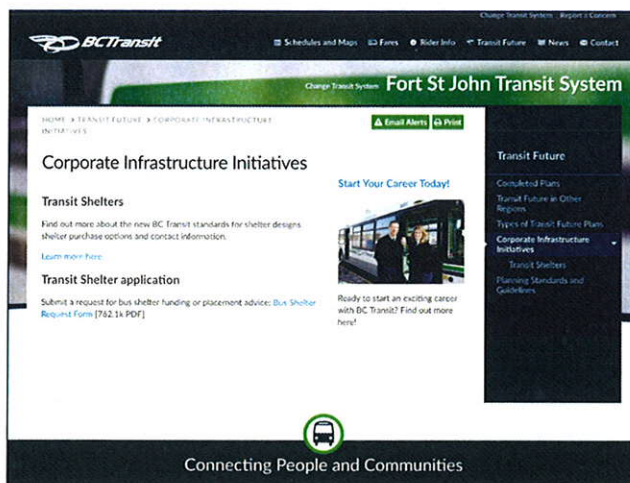 Change Transit System Report a Concern
BC Transit
Schedules and Maps Fares Rider Info Transit Future News Contact
Change Transit System Fort St John Transit System
HOME > TRANSIT FUTURE > CORPORATE INFRASTRUCTURE
INITIATIVES
Email Alerts Print
Corporate Infrastructure Initiatives
Transit Shelters
Find out more about the new BC Transit standards for shelter designs
shelter purchase options and contact information.
Learn more here
Transit Shelter application
Submit a request for bus shelter funding or placement advice: Bus Shelter
Request Form [762.1k PDF]
Start Your Career Today!
Ready to start an exciting career
with BC Transit? Find out more
here!
Transit Future
Completed Plans
Transit Future in Other
Regions
Types of Transit Future Plans
Corporate Infrastructure
Initiatives
Transit Shelters
Planning Standards and
Guidelines
Connecting People and Communities